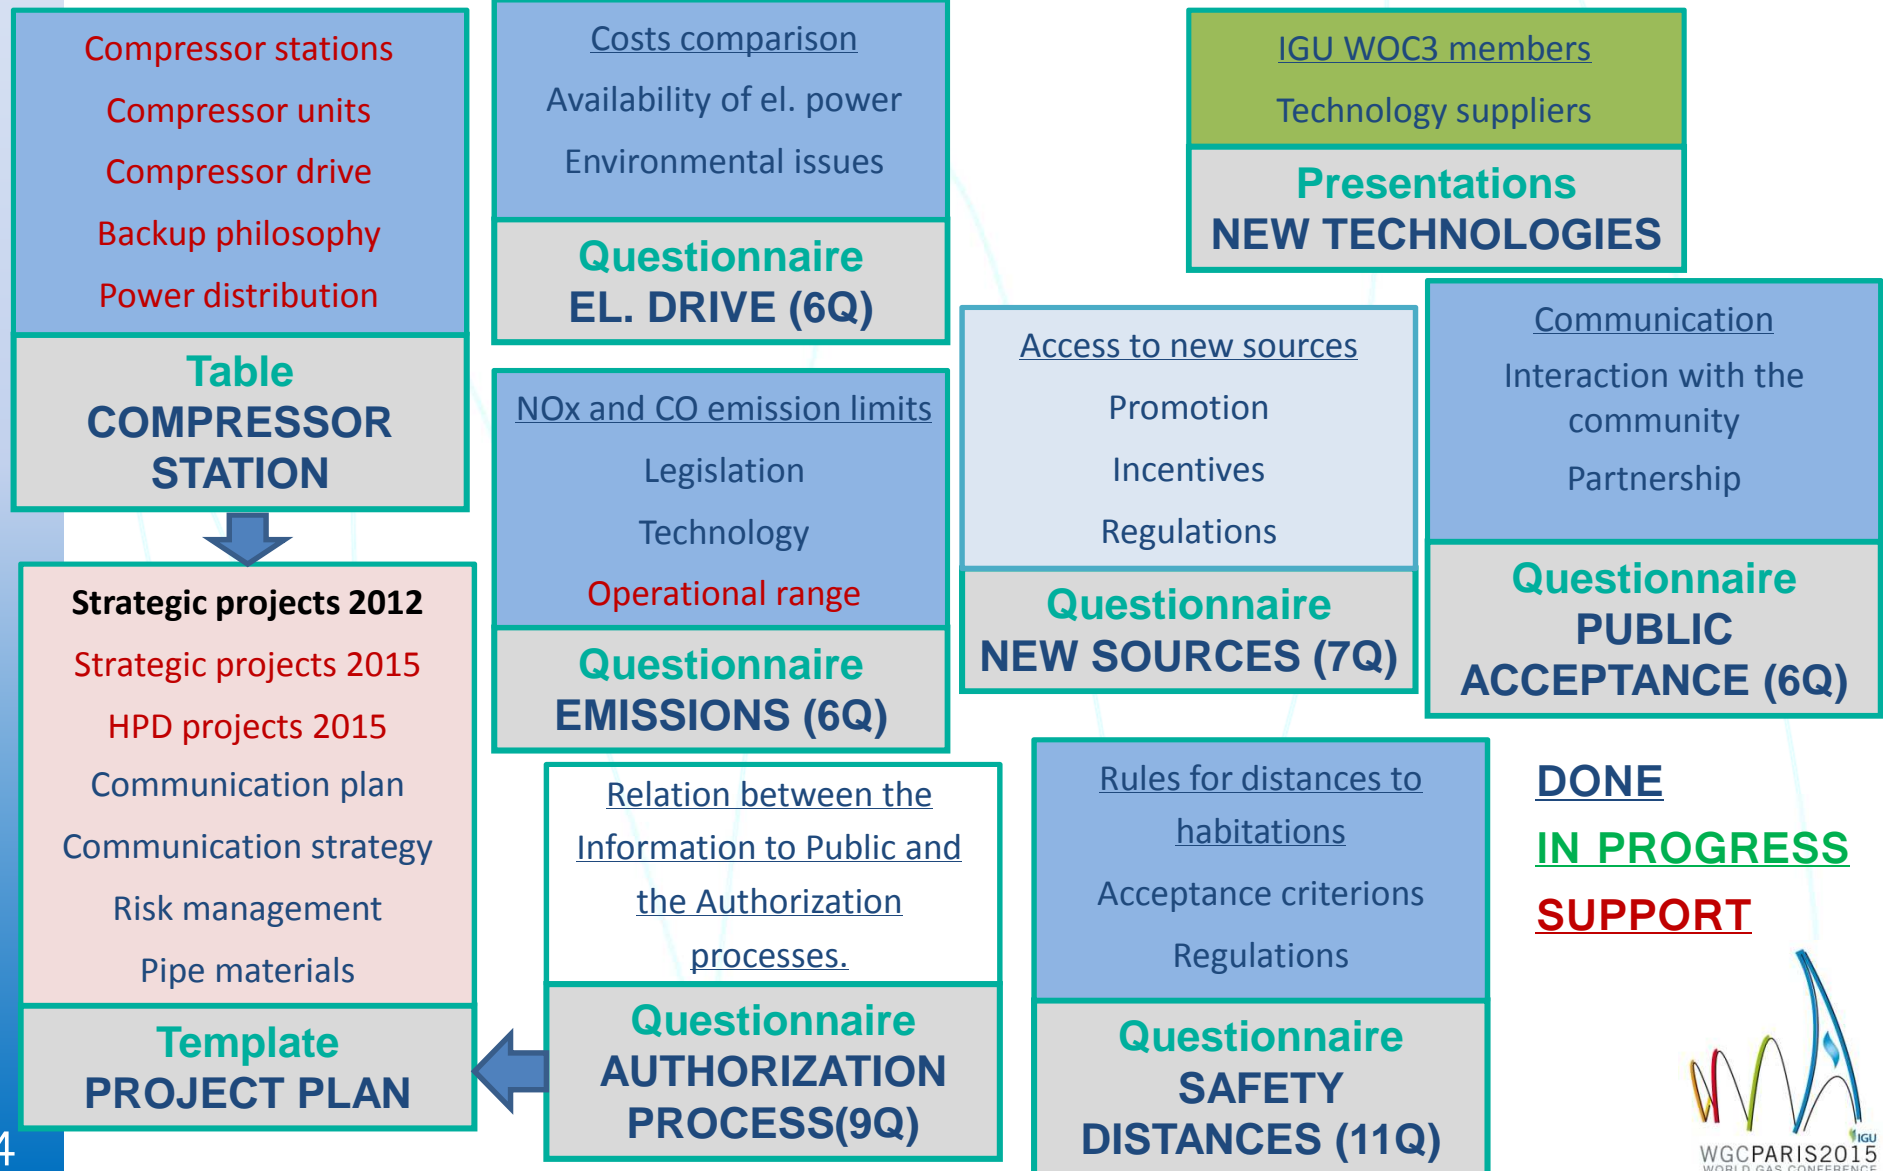 Compressor stations
Compressor units
Compressor drive
Backup philosophy
Power distribution
Table
COMPRESSOR
STATION
Strategic projects 2012
Strategic projects 2015
HPD projects 2015
Communication plan
Communication strategy
Risk management
Pipe materials
Template
PROJECT PLAN
Costs comparison
Availability of el. power
Environmental issues
Questionnaire
EL. DRIVE (6Q)
NOx and CO emission limits
Legislation
Technology
Operational range
Questionnaire
EMISSIONS (6Q)
Relation between the
Information to Public and
the Authorization
processes.
Questionnaire
AUTHORIZATION
PROCESS(9Q)
IGU WOC3 members
Technology suppliers
Presentations
NEW TECHNOLOGIES
Access to new sources
Promotion
Incentives
Regulations
Questionnaire
NEW SOURCES (7Q)
Communication
Interaction with the
community
Partnership
Questionnaire
PUBLIC
ACCEPTANCE (6Q)
Rules for distances to
habitations
Acceptance criterions
Regulations
Questionnaire
SAFETY
DISTANCES (11Q)
DONE
IN PROGRESS
SUPPORT
IGU
WGCPARIS2015
WORLD GAS CONFERENCE
4